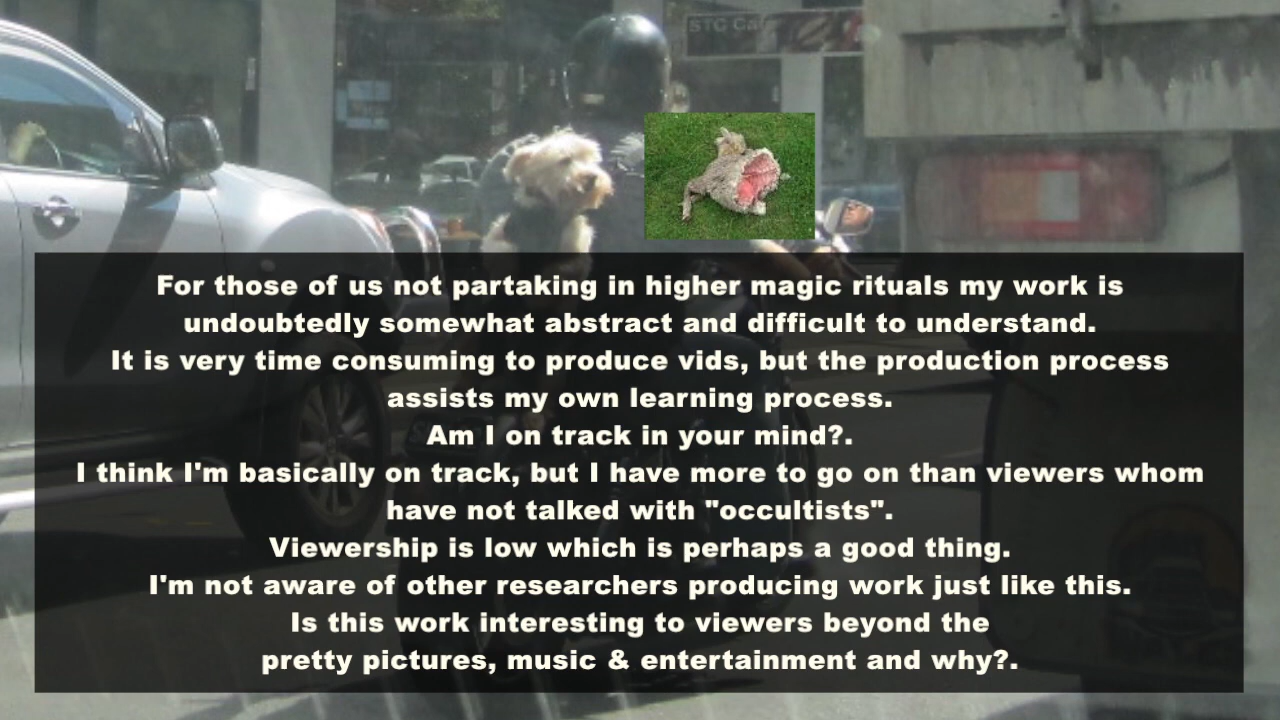 STC Ca
For those of us not partaking in higher magic rituals my work is
undoubtedly somewhat abstract and difficult to understand.
It is very time consuming to produce vids, but the production process
assists my own learning process.
Am I on track in your mind?.
I think I'm basically on track, but I have more to go on than viewers whom
have not talked with "occultists".
Viewership is low which is perhaps a good thing.
I'm not aware of other researchers producing work just like this.
Is this work interesting to viewers beyond the
pretty pictures, music & entertainment and why?.